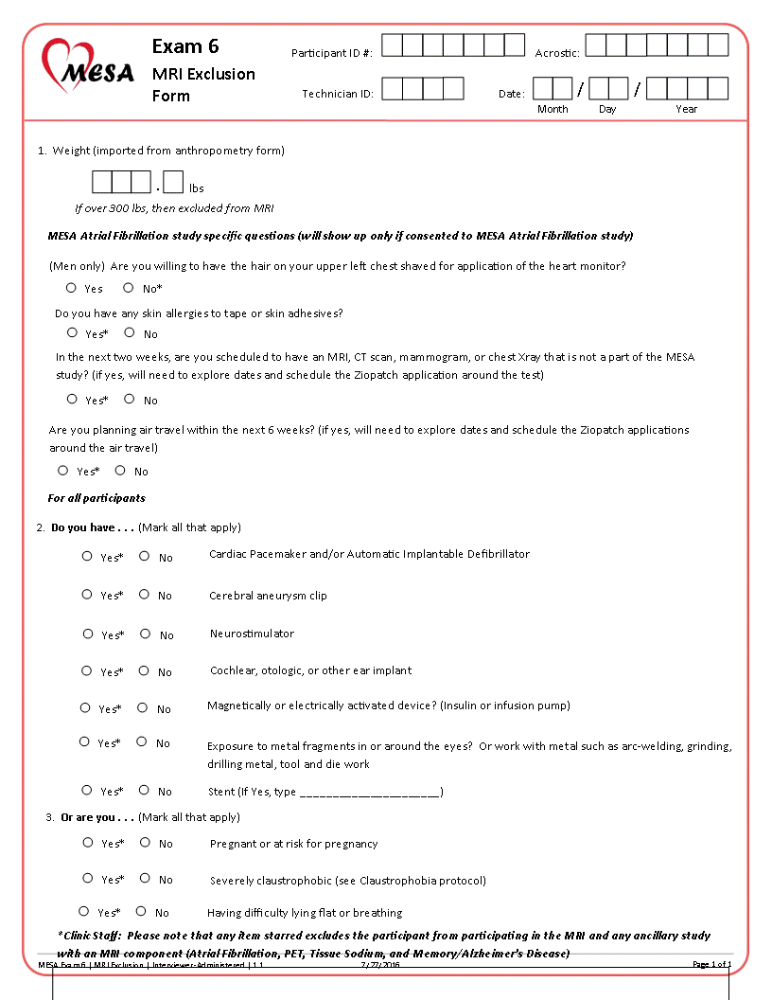 MESA
Exam 6
MRI Exclusion
Form
Participant ID #:
Acrostic:
Technician ID:
Date:
/
/
Month
Day
Year
1. Weight (imported from anthropometry form)
. lbs
If over 300 lbs, then excluded from MRI
MESA Atrial Fibrillation study specific questions (will show up only if consented to MESA Atrial Fibrillation study)
(Men only) Are you willing to have the hair on your upper left chest shaved for application of the heart monitor?
Yes No*
Do you have any skin allergies to tape or skin adhesives?
Yes* No
In the next two weeks, are you scheduled to have an MRI, CT scan, mammogram, or chest Xray that is not a part of the MESA
study? (if yes, will need to explore dates and schedule the Ziopatch application around the test)
Yes* No
Are you planning air travel within the next 6 weeks? (if yes, will need to explore dates and schedule the Ziopatch applications
around the air travel)
Yes* No
For all participants
2. Do you have . . . (Mark all that apply)
Yes* No Cardiac Pacemaker and/or Automatic Implantable Defibrillator
Yes* No Cerebral aneurysm clip
Yes* No Neurostimulator
Yes* No Cochlear, otologic, or other ear implant
Yes* No Magnetically or electrically activated device? (Insulin or infusion pump)
Yes* No Exposure to metal fragments in or around the eyes? Or work with metal such as arc-welding, grinding,
drilling metal, tool and die work
Yes* No Stent (If Yes, type ______________________)
3. Or are you . . . (Mark all that apply)
Yes* No Pregnant or at risk for pregnancy
Yes* No Severely claustrophobic (see Claustrophobia protocol)
Yes* No Having difficulty lying flat or breathing
*Clinic Staff: Please note that any item starred excludes the participant from participating in the MRI and any ancillary study
with an MRI component (Atrial Fibrillation, PET, Tissue Sodium, and Memory/Alzheimer's Disease)
MESA Exam 6 | MRI Exclusion | Interviewer-Administered | 1.1 7/27/2016 Page 1 of 1